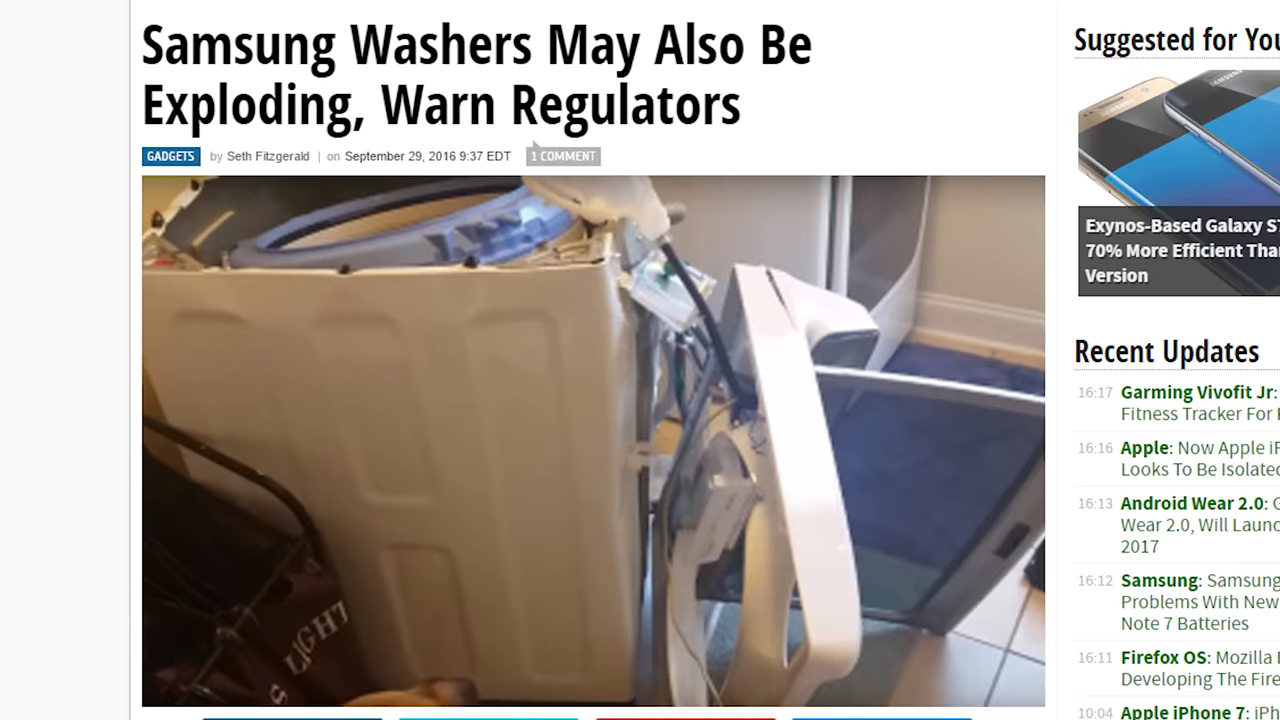 Samsung Washers May Also Be
Exploding, Warn Regulators
GADGETS by Seth Fitzgerald | on September 29, 2016 9:37 EDT 1 COMMENT
LIGHT
S
Suggested for You
SAMSUNG
Exynos-Based Galaxy S7
70% More Efficient Than
Version
Recent Updates
16:17 Garming Vivofit Jr:
Fitness Tracker For
16:16 Apple: Now Apple
Looks To Be Isolated
16:13 Android Wear 2.0:
Wear 2.0, Will Launc
2017
16:12 Samsung: Samsung
Problems With New
Note 7 Batteries
16:11 Firefox OS: Mozilla
Developing The Fire
10:04 Apple iPhone 7: